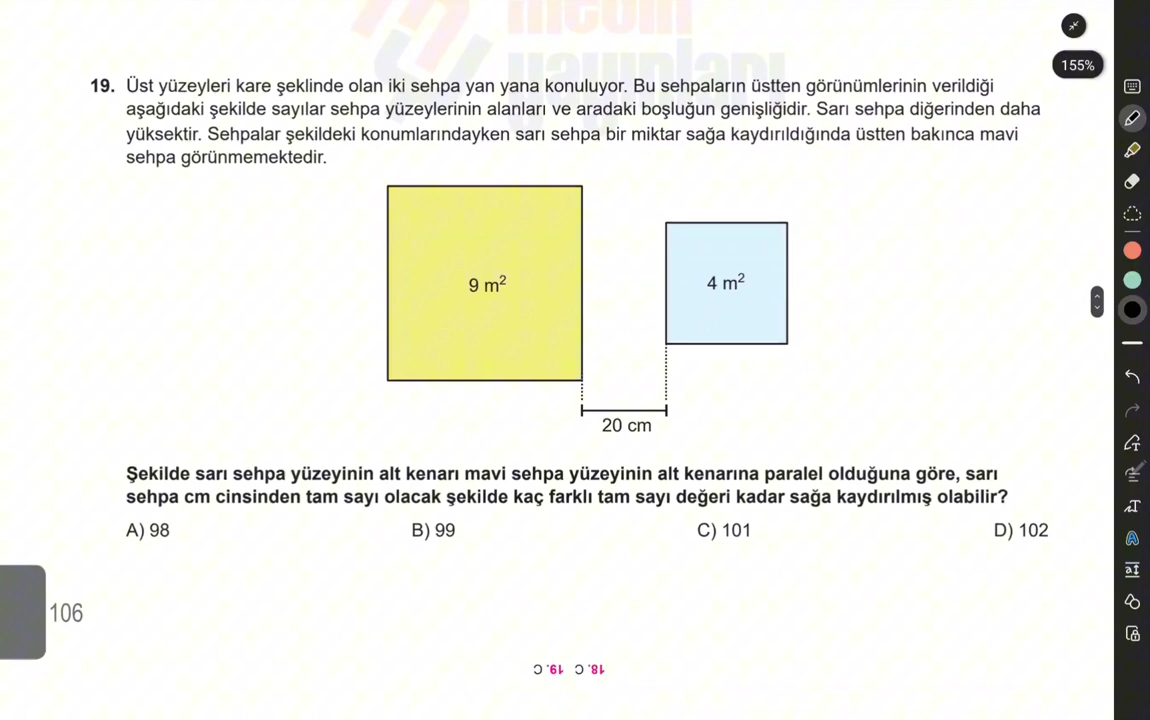 metin
yayınları
155%
19. Üst yüzeyleri kare şeklinde olan iki sehpa yan yana konuluyor. Bu sehpaların üstten görünümlerinin verildiği
aşağıdaki şekilde sayılar sehpa yüzeylerinin alanları ve aradaki boşluğun genişliğidir. Sarı sehpa diğerinden daha
yüksektir. Sehpalar şekildeki konumlarındayken sarı sehpa bir miktar sağa kaydırıldığında üstten bakınca mavi
sehpa görünmemektedir.
9 m²
4 m²
20 cm
Şekilde sarı sehpa yüzeyinin alt kenarı mavi sehpa yüzeyinin alt kenarına paralel olduğuna göre, sarı
sehpa cm cinsinden tam sayı olacak şekilde kaç farklı tam sayı değeri kadar sağa kaydırılmış olabilir?
A) 98 B) 99 C) 101 D) 102
106
18. C 19. C